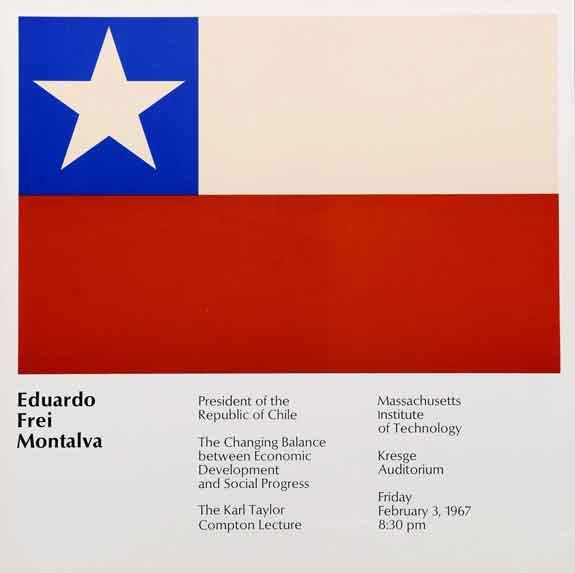 Eduardo
Frei
Montalva
President of the
Republic of Chile
The Changing Balance
between Economic
Development
and Social Progress
The Karl Taylor
Compton Lecture
Massachusetts
Institute
of Technology
Kresge
Auditorium
Friday
February 3, 1967
8:30 pm